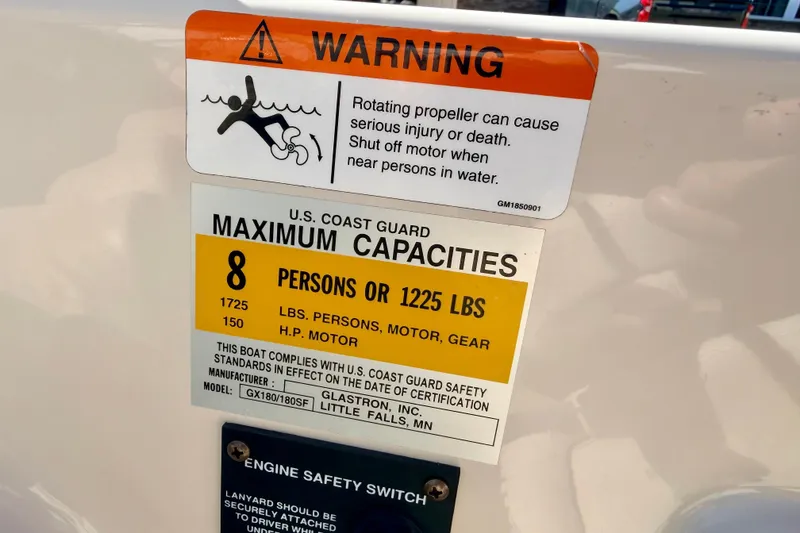 WARNING
Rotating propeller can cause
serious injury or death.
Shut off motor when
near persons in water.
GM1850901
U.S. COAST GUARD
MAXIMUM CAPACITIES
8 PERSONS OR 1225 LBS
1725 LBS. PERSONS, MOTOR, GEAR
150 H.P. MOTOR
THIS BOAT COMPLIES WITH U.S. COAST GUARD SAFETY
STANDARDS IN EFFECT ON THE DATE OF CERTIFICATION
MANUFACTURER : GLASTRON, INC.
MODEL: GX180/180SF LITTLE FALLS, MN
ENGINE SAFETY SWITCH
LANYARD SHOULD BE
SECURELY ATTACHED
TO DRIVER WHILE